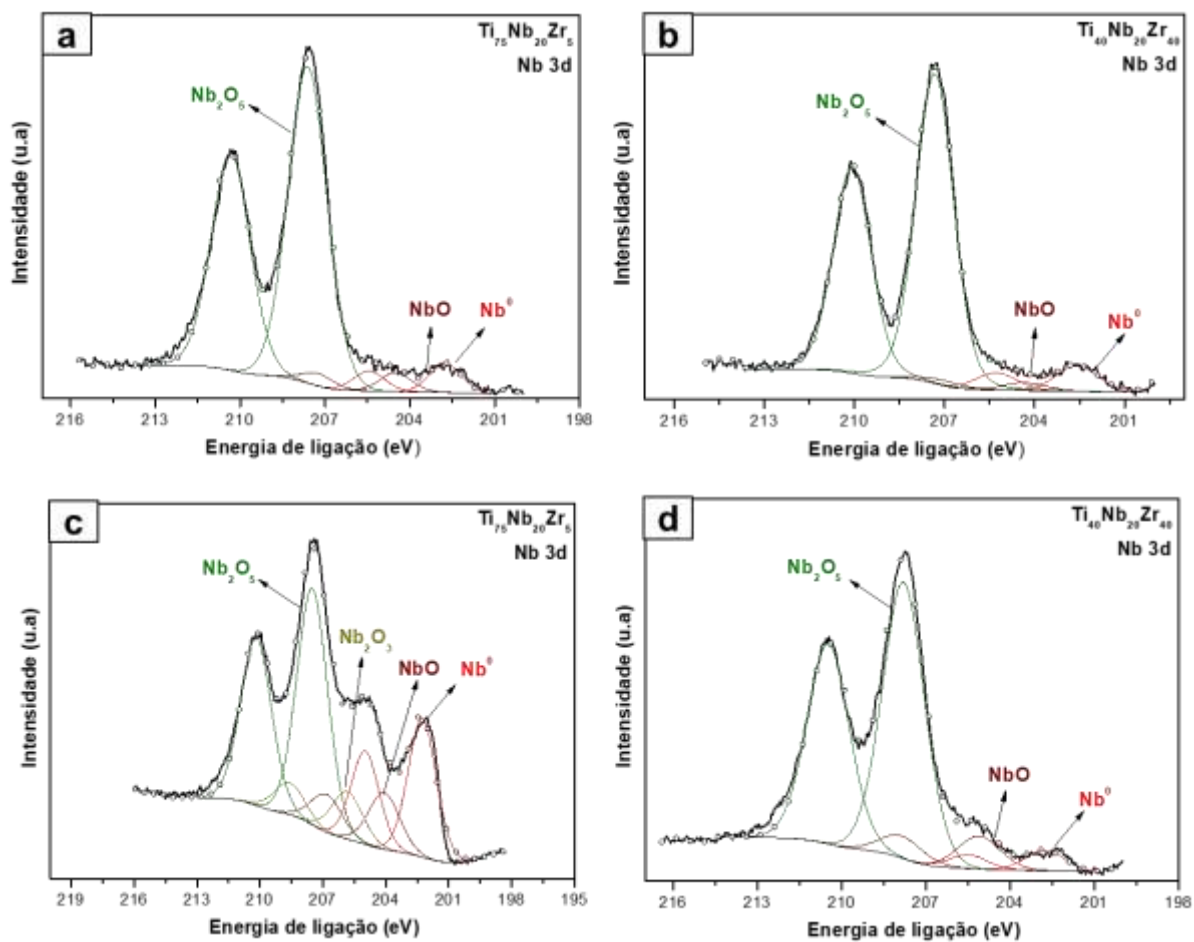 a
Ti₇₅Nb₂₀Zr₅
Nb 3d
Nb₂O₅
NbO
Nb⁰
Intensidade (u.a)
216 213 210 207 204 201 198
Energia de ligação (eV)
b
Ti₄₀Nb₂₀Zr₄₀
Nb 3d
Nb₂O₅
NbO
Nb⁰
Intensidade (u.a)
216 213 210 207 204 201
Energia de ligação (eV)
c
Ti₇₅Nb₂₀Zr₅
Nb 3d
Nb₂O₅
Nb₂O₃
NbO
Nb⁰
Intensidade (u.a)
219 216 213 210 207 204 201 195
Energia de ligação (eV)
d
Ti₄₀Nb₂₀Zr₄₀
Nb 3d
Nb₂O₅
NbO
Nb⁰
Intensidade (u.a)
216 213 210 207 204 201 198
Energia de ligação (eV)